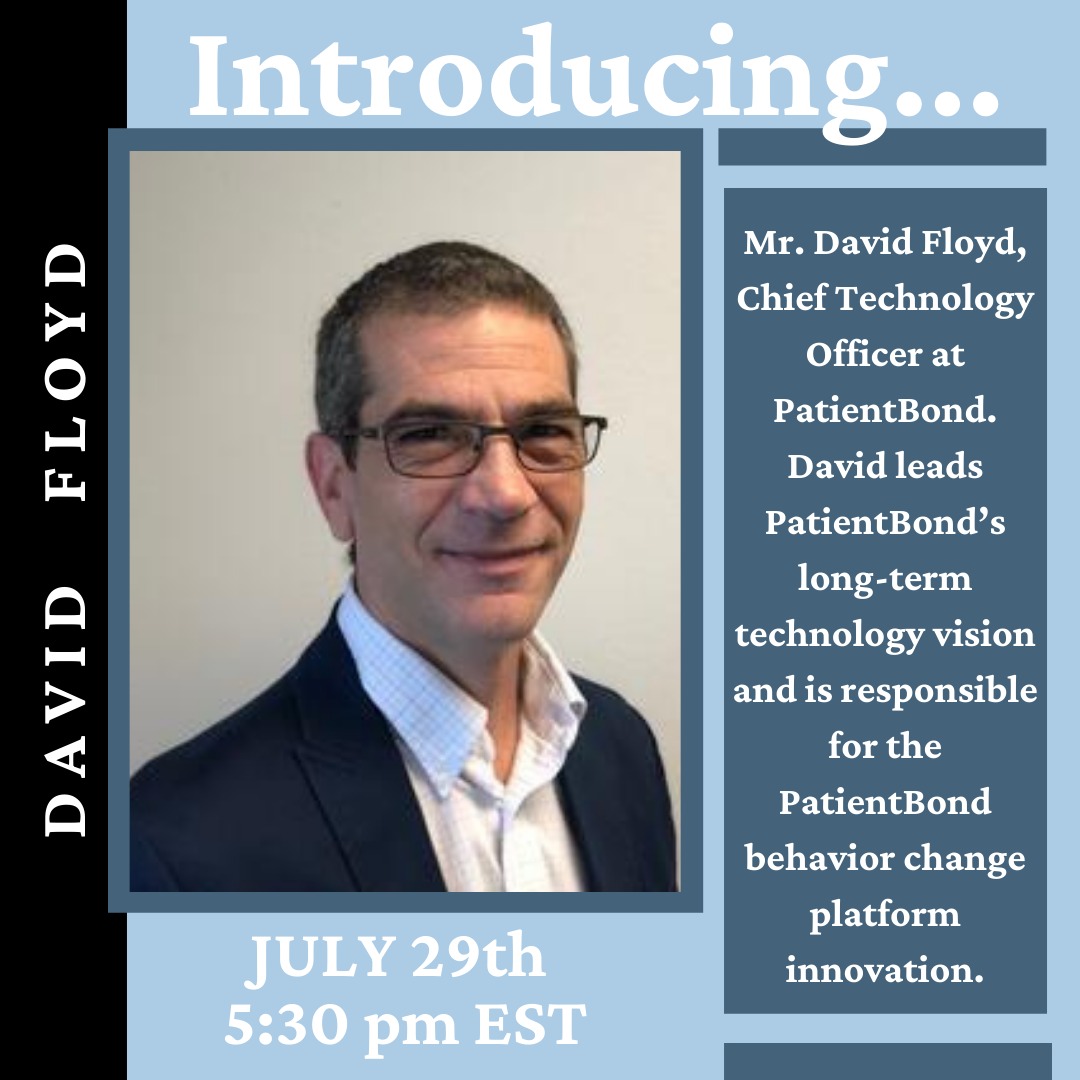 Introducing...
DAVID FLOYD
Mr. David Floyd,
Chief Technology
Officer at
PatientBond.
David leads
PatientBond’s
long-term
technology vision
and is responsible
for the
PatientBond
behavior change
platform
innovation.
JULY 29th
5:30 pm EST